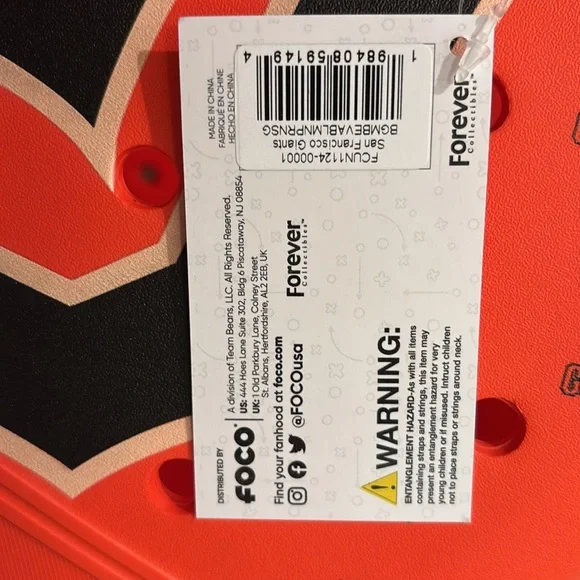 DISTRIBUTED BY
FOCO
A division of Team Beans, LLC. All Rights Reserved.
US: 444 Hoes Lane Suite 302, Bldg 6 Piscataway, NJ 08854
UK: 1 Old Parkbury Lane, Colney Street
St. Albans, Hertfordshire, AL2 2EB, UK
MADE IN CHINA
FABRIQUÉ EN CHINE
HECHO EN CHINA
Find your fanhood at foco.com
@FOCOusa
Forever
Collectibles™
WARNING:
ENTANGLEMENT HAZARD-As with all items
containing straps and strings, this item may
present an entanglement hazard for very
young children or if misused. Intruct children
not to place straps or strings around neck.
Forever
Collectibles™
FCUN1124-00001
San Francisco Giants
BGMBEVABLMNPRNSG
1 98408 59149 4